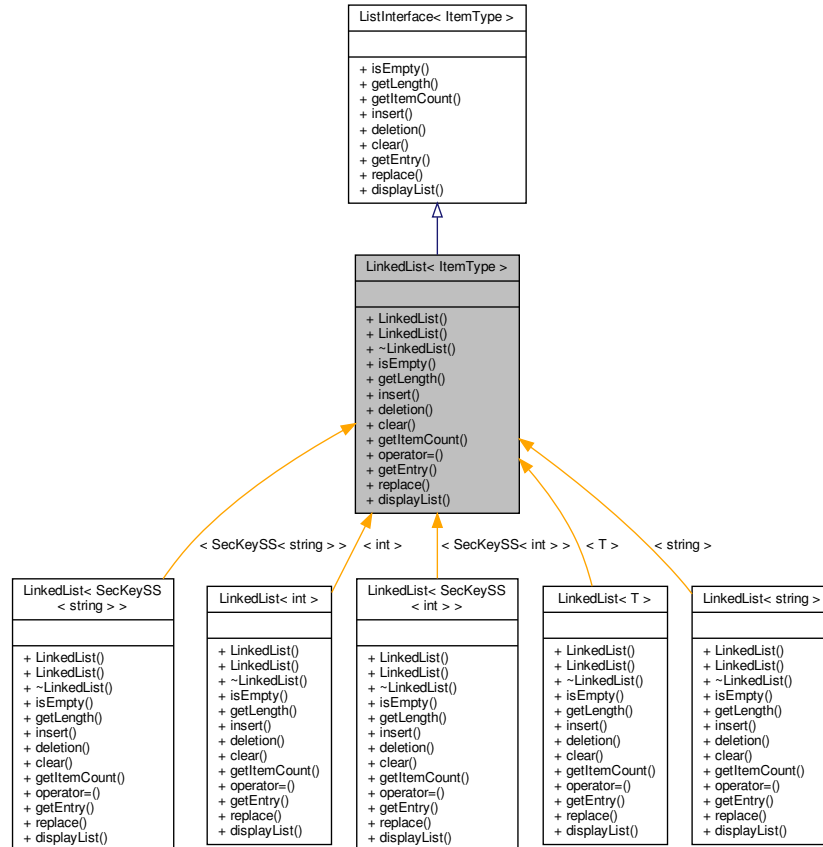 ListInterface< ItemType >
+ isEmpty()
+ getLength()
+ getItemCount()
+ insert()
+ deletion()
+ clear()
+ getEntry()
+ replace()
+ displayList()
LinkedList< ItemType >
+ LinkedList()
+ LinkedList()
+ ~LinkedList()
+ isEmpty()
+ getLength()
+ insert()
+ deletion()
+ clear()
+ getItemCount()
+ operator=()
+ getEntry()
+ replace()
+ displayList()
< SecKeySS< string > >
< int >
< SecKeySS< int > >
< T >
< string >
LinkedList< SecKeySS
< string > >
+ LinkedList()
+ LinkedList()
+ ~LinkedList()
+ isEmpty()
+ getLength()
+ insert()
+ deletion()
+ clear()
+ getItemCount()
+ operator=()
+ getEntry()
+ replace()
+ displayList()
LinkedList< int >
+ LinkedList()
+ LinkedList()
+ ~LinkedList()
+ isEmpty()
+ getLength()
+ insert()
+ deletion()
+ clear()
+ getItemCount()
+ operator=()
+ getEntry()
+ replace()
+ displayList()
LinkedList< SecKeySS
< int > >
+ LinkedList()
+ LinkedList()
+ ~LinkedList()
+ isEmpty()
+ getLength()
+ insert()
+ deletion()
+ clear()
+ getItemCount()
+ operator=()
+ getEntry()
+ replace()
+ displayList()
LinkedList< T >
+ LinkedList()
+ LinkedList()
+ ~LinkedList()
+ isEmpty()
+ getLength()
+ insert()
+ deletion()
+ clear()
+ getItemCount()
+ operator=()
+ getEntry()
+ replace()
+ displayList()
LinkedList< string >
+ LinkedList()
+ LinkedList()
+ ~LinkedList()
+ isEmpty()
+ getLength()
+ insert()
+ deletion()
+ clear()
+ getItemCount()
+ operator=()
+ getEntry()
+ replace()
+ displayList()